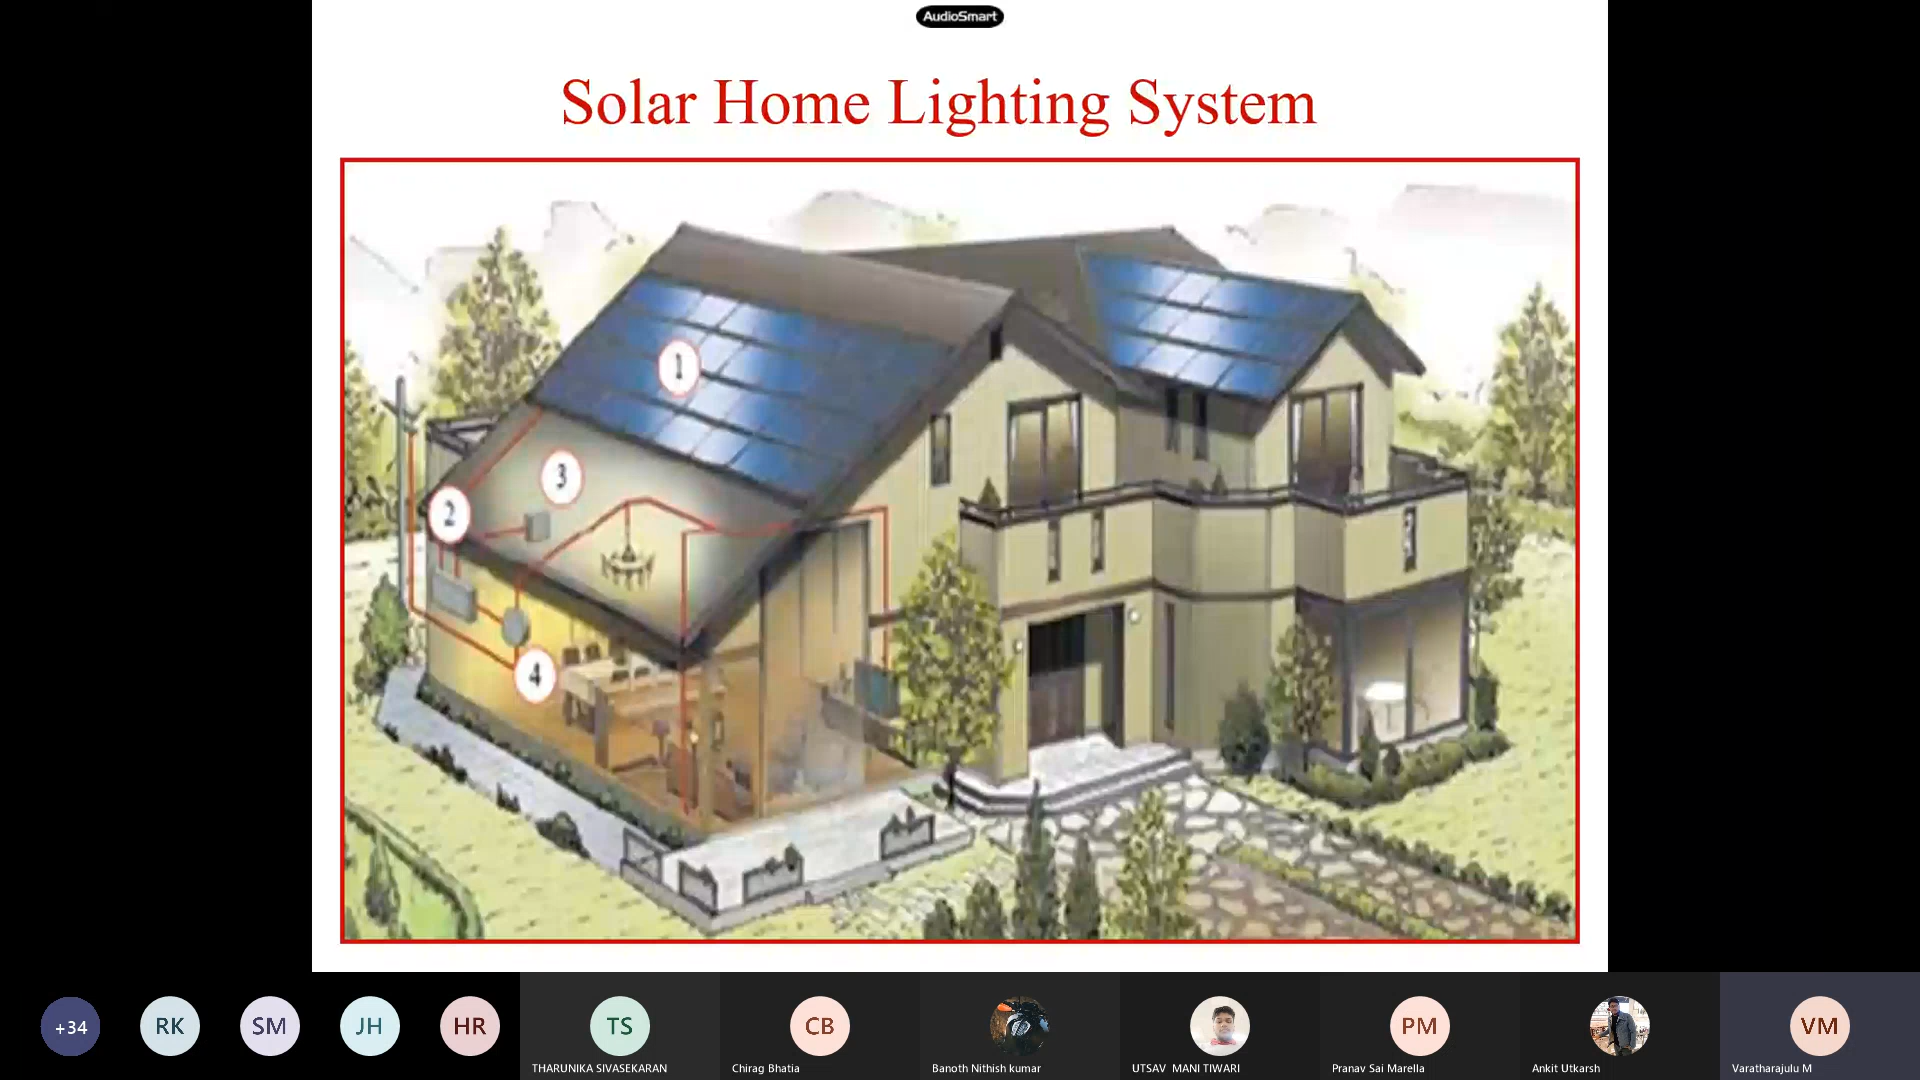 AudioSmart
Solar Home Lighting System
1
3
2
4
+34
RK
SM
JH
HR
TS
CB
PM
VM
THARUNIKA SIVASEKARAN
Chirag Bhatia
Banoth Nithish kumar
UTSAV MANI TIWARI
Pranav Sai Marella
Ankit Utkarsh
Varatharajulu M